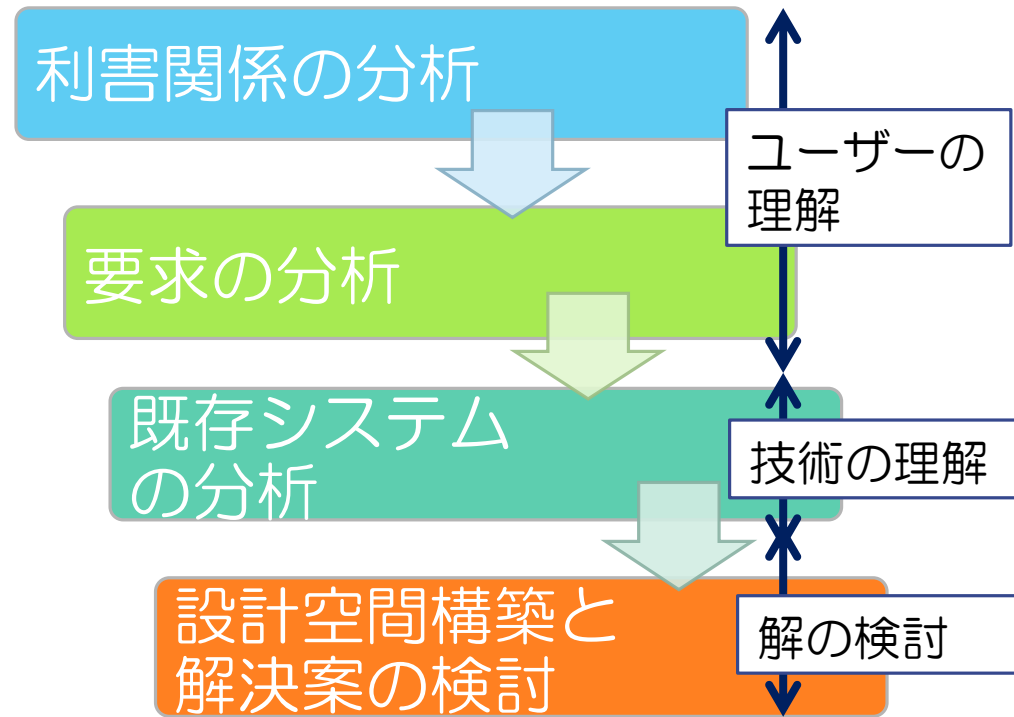 利害関係の分析
ユーザーの
理解
要求の分析
既存システム
の分析
技術の理解
設計空間構築と
解決案の検討
解の検討